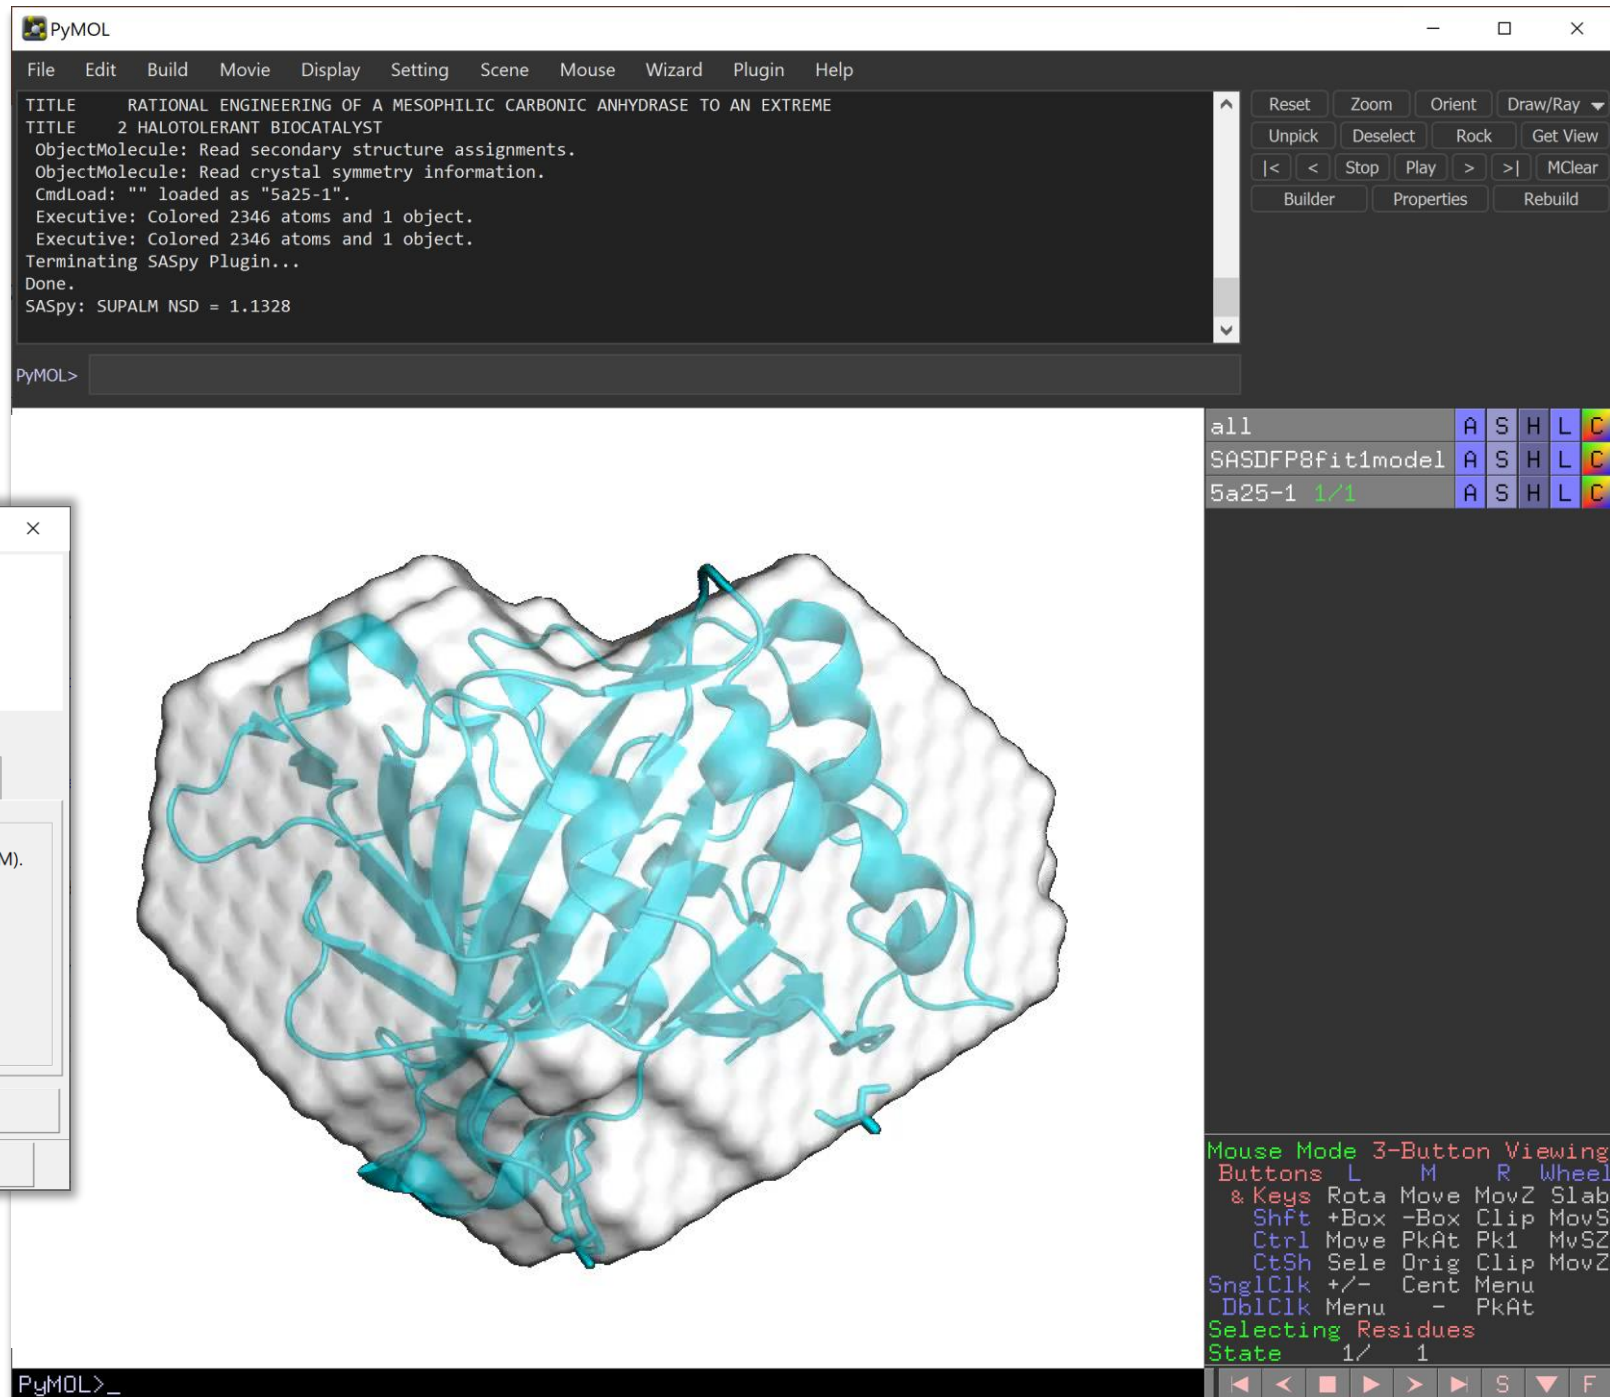 PyMOL
File Edit Build Movie Display Setting Scene Mouse Wizard Plugin Help
TITLE     RATIONAL ENGINEERING OF A MESOPHILIC CARBONIC ANHYDRASE TO AN EXTREME
TITLE    2 HALOTOLERANT BIOCATALYST
ObjectMolecule: Read secondary structure assignments.
ObjectMolecule: Read crystal symmetry information.
CmdLoad: "" loaded as "5a25-1".
Executive: Colored 2346 atoms and 1 object.
Executive: Colored 2346 atoms and 1 object.
Terminating SASpy Plugin...
Done.
SASpy: SUPALM NSD = 1.1328
Reset Zoom Orient Draw/Ray
Unpick Deselect Rock Get View
|< < Stop Play > >| MClear
Builder Properties Rebuild
PyMOL>
all A S H L C
SASDFP8fit1model A S H L C
5a25-1 1/1 A S H L C
M).
Mouse Mode 3-Button Viewing
Buttons L M R Wheel
& Keys Rota Move MovZ Slab
Shft +Box -Box Clip MovS
Ctrl Move PkAt Pk1 MvSZ
CtSh Sele Orig Clip MovZ
SnglClk +/- Cent Menu
DblClk Menu - PkAt
Selecting Residues
State 1/ 1
PyMOL>_
S F